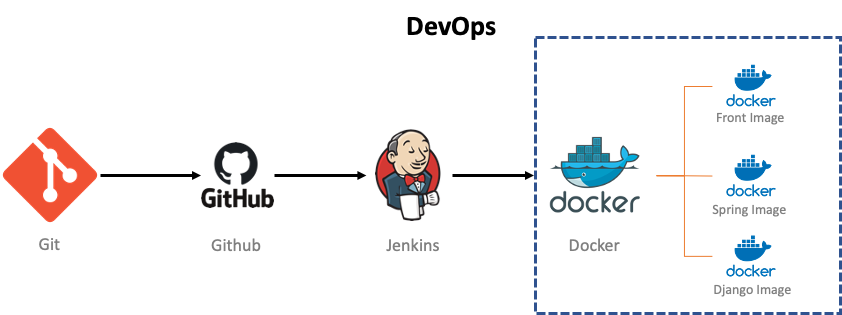 DevOps
GitHub
docker
docker
Front Image
docker
Spring Image
docker
Django Image
Git
Github
Jenkins
Docker